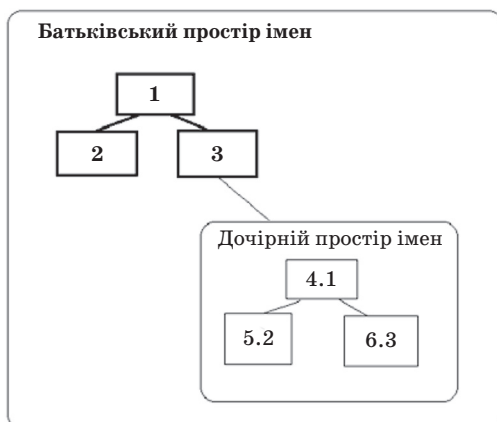 Батьківський простір імен
1
2 3
Дочірній простір імен
4.1
5.2 6.3